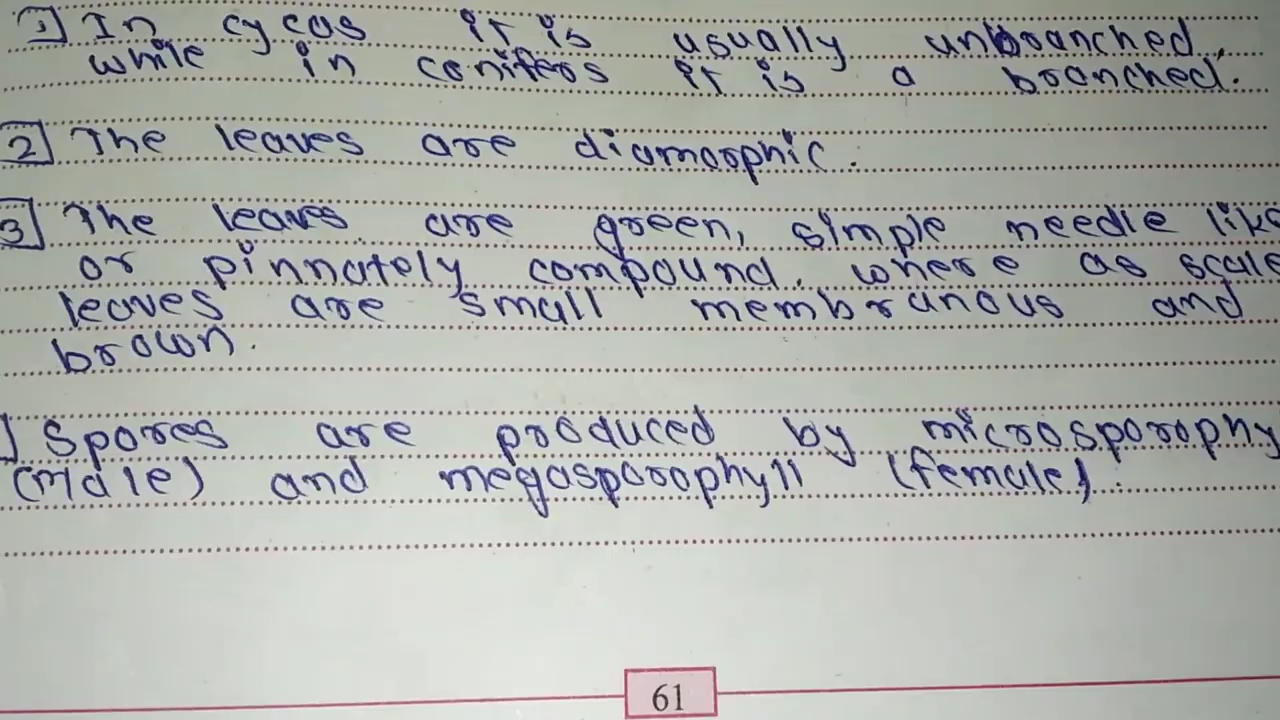 1] In cycas it is usually unbranched,
while in conifers it is a branched.
2] The leaves are diamorphic.
3] The leaves are green, simple needle like
or pinnately compound. where as scale
leaves are small membranous and
brown.
] Spores are produced by microsporophy
(male) and megasporophyll (female).
61